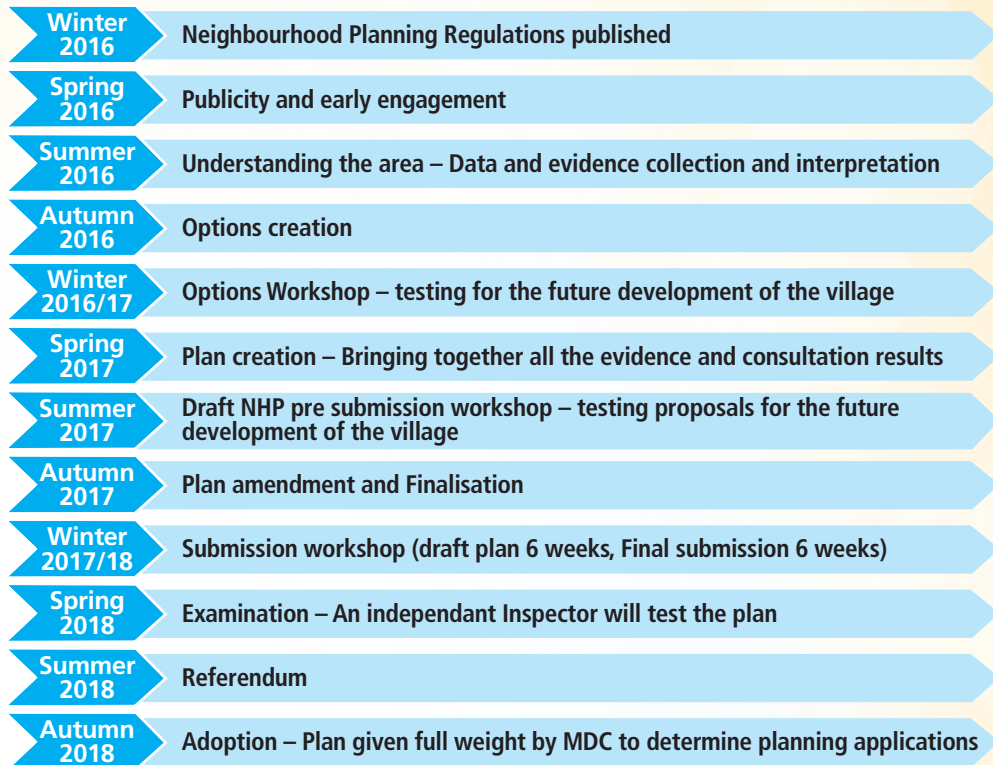 Winter
2016
Neighbourhood Planning Regulations published
Spring
2016
Publicity and early engagement
Summer
2016
Understanding the area – Data and evidence collection and interpretation
Autumn
2016
Options creation
Winter
2016/17
Options Workshop – testing for the future development of the village
Spring
2017
Plan creation – Bringing together all the evidence and consultation results
Summer
2017
Draft NHP pre submission workshop – testing proposals for the future
development of the village
Autumn
2017
Plan amendment and Finalisation
Winter
2017/18
Submission workshop (draft plan 6 weeks, Final submission 6 weeks)
Spring
2018
Examination – An independant Inspector will test the plan
Summer
2018
Referendum
Autumn
2018
Adoption – Plan given full weight by MDC to determine planning applications